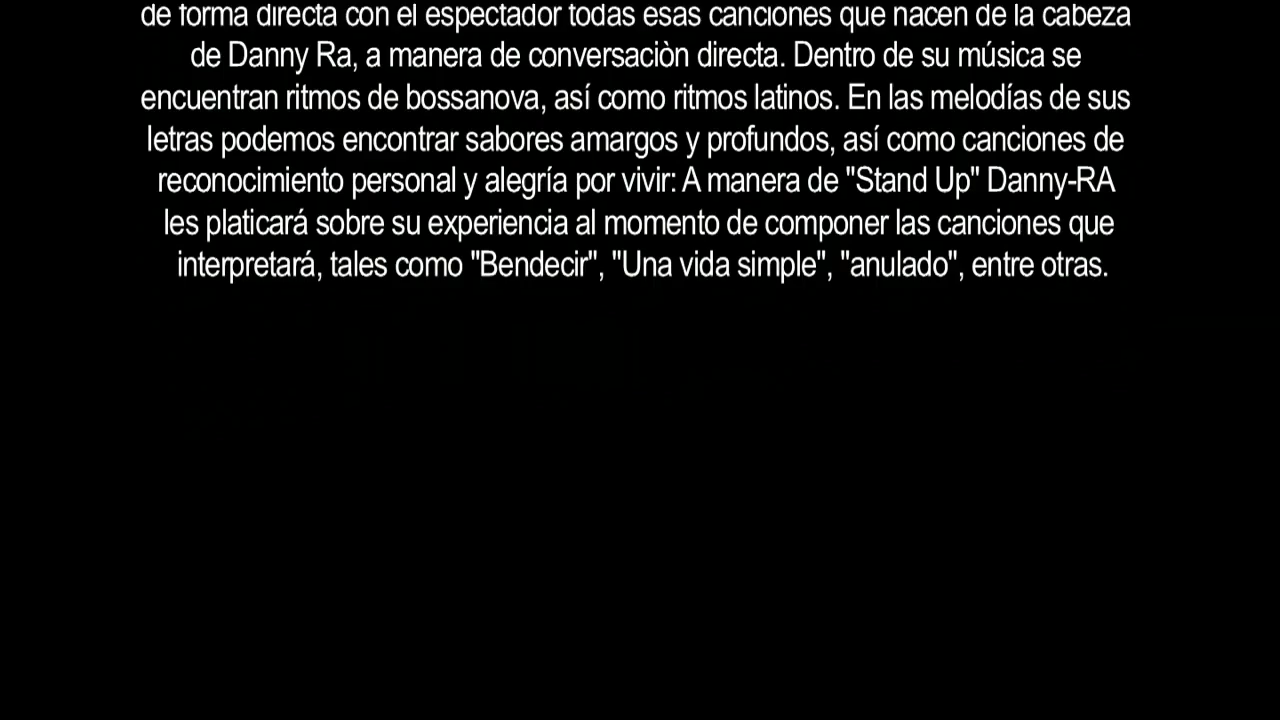 de forma directa con el espectador todas esas canciones que nacen de la cabeza
de Danny Ra, a manera de conversaciòn directa. Dentro de su música se
encuentran ritmos de bossanova, así como ritmos latinos. En las melodías de sus
letras podemos encontrar sabores amargos y profundos, así como canciones de
reconocimiento personal y alegría por vivir: A manera de "Stand Up" Danny-RA
les platicará sobre su experiencia al momento de componer las canciones que
interpretará, tales como "Bendecir", "Una vida simple", "anulado", entre otras.